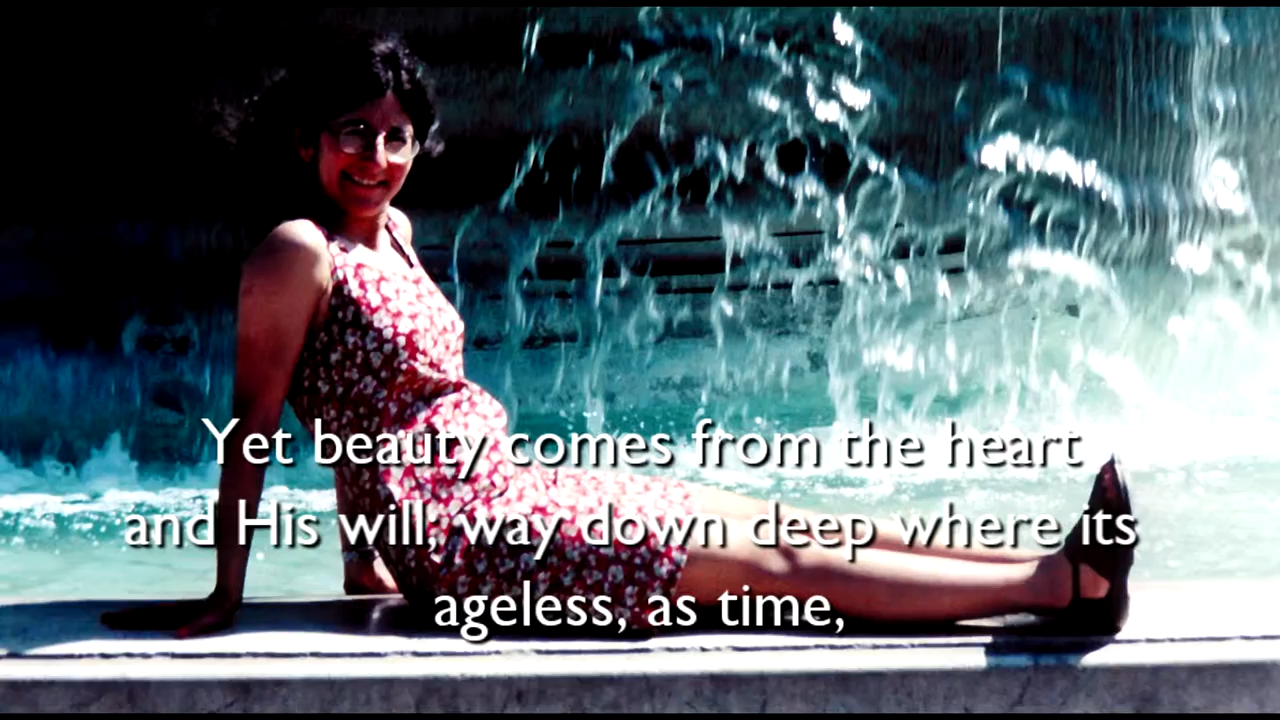 Yet beauty comes from the heart
and His will, way down deep where its
ageless, as time,